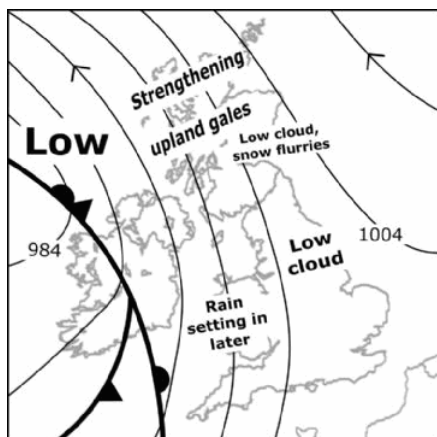 Strengthening
upland gales
Low
Low cloud,
snow flurries
984
Low
cloud
1004
Rain
setting in
later